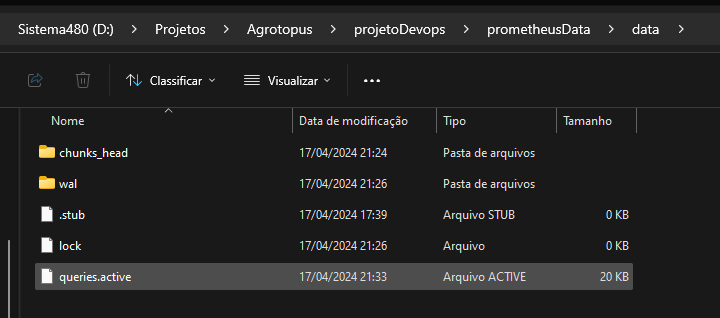 Sistema480 (D:) > Projetos > Agrotopus > projetoDevops > prometheusData > data >
Classificar Visualizar ...
Nome Data de modificação Tipo Tamanho
chunks_head 17/04/2024 21:24 Pasta de arquivos
wal 17/04/2024 21:26 Pasta de arquivos
.stub 17/04/2024 17:39 Arquivo STUB 0 KB
lock 17/04/2024 21:26 Arquivo 0 KB
queries.active 17/04/2024 21:33 Arquivo ACTIVE 20 KB